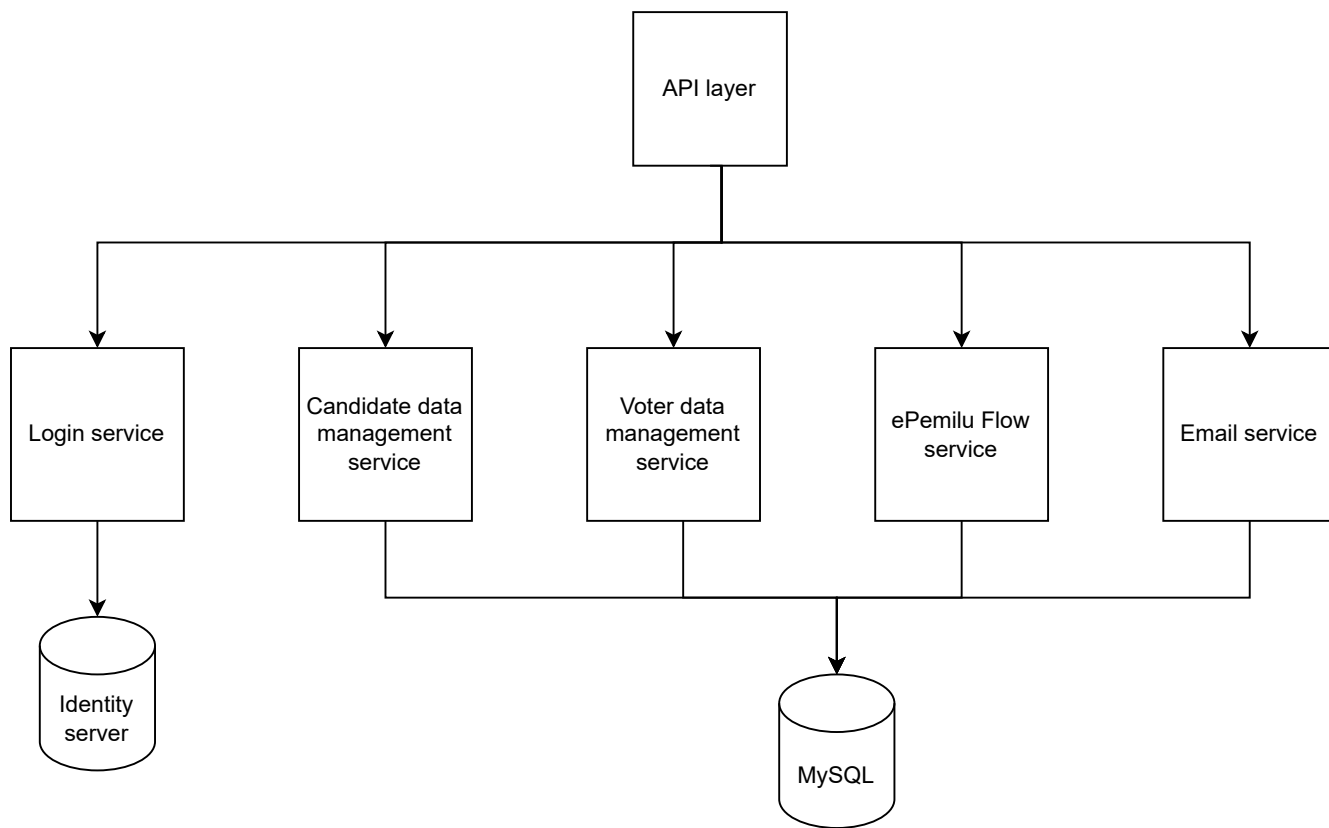 API layer
Login service
Candidate data
management
service
Voter data
management
service
ePemilu Flow
service
Email service
Identity
server
MySQL